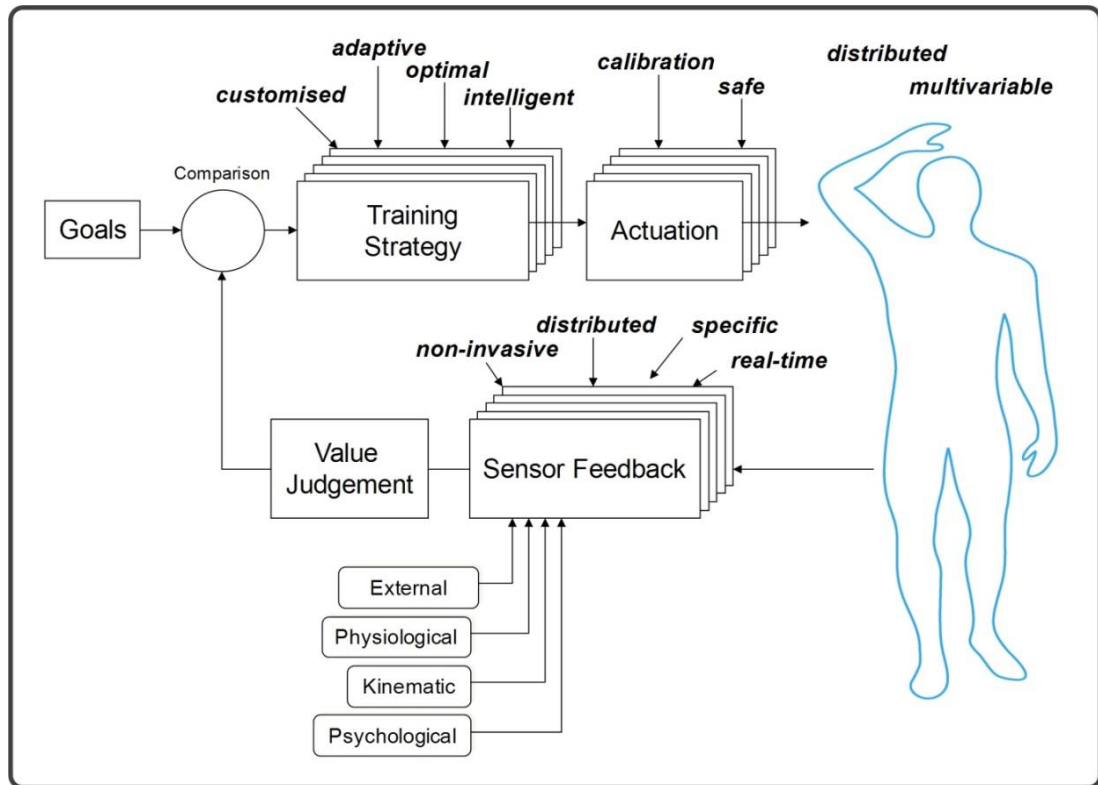 adaptive
optimal
customised
intelligent
calibration
safe
distributed
multivariable
Comparison
Goals
Training
Strategy
Actuation
non-invasive
distributed
specific
real-time
Value
Judgement
Sensor Feedback
External
Physiological
Kinematic
Psychological